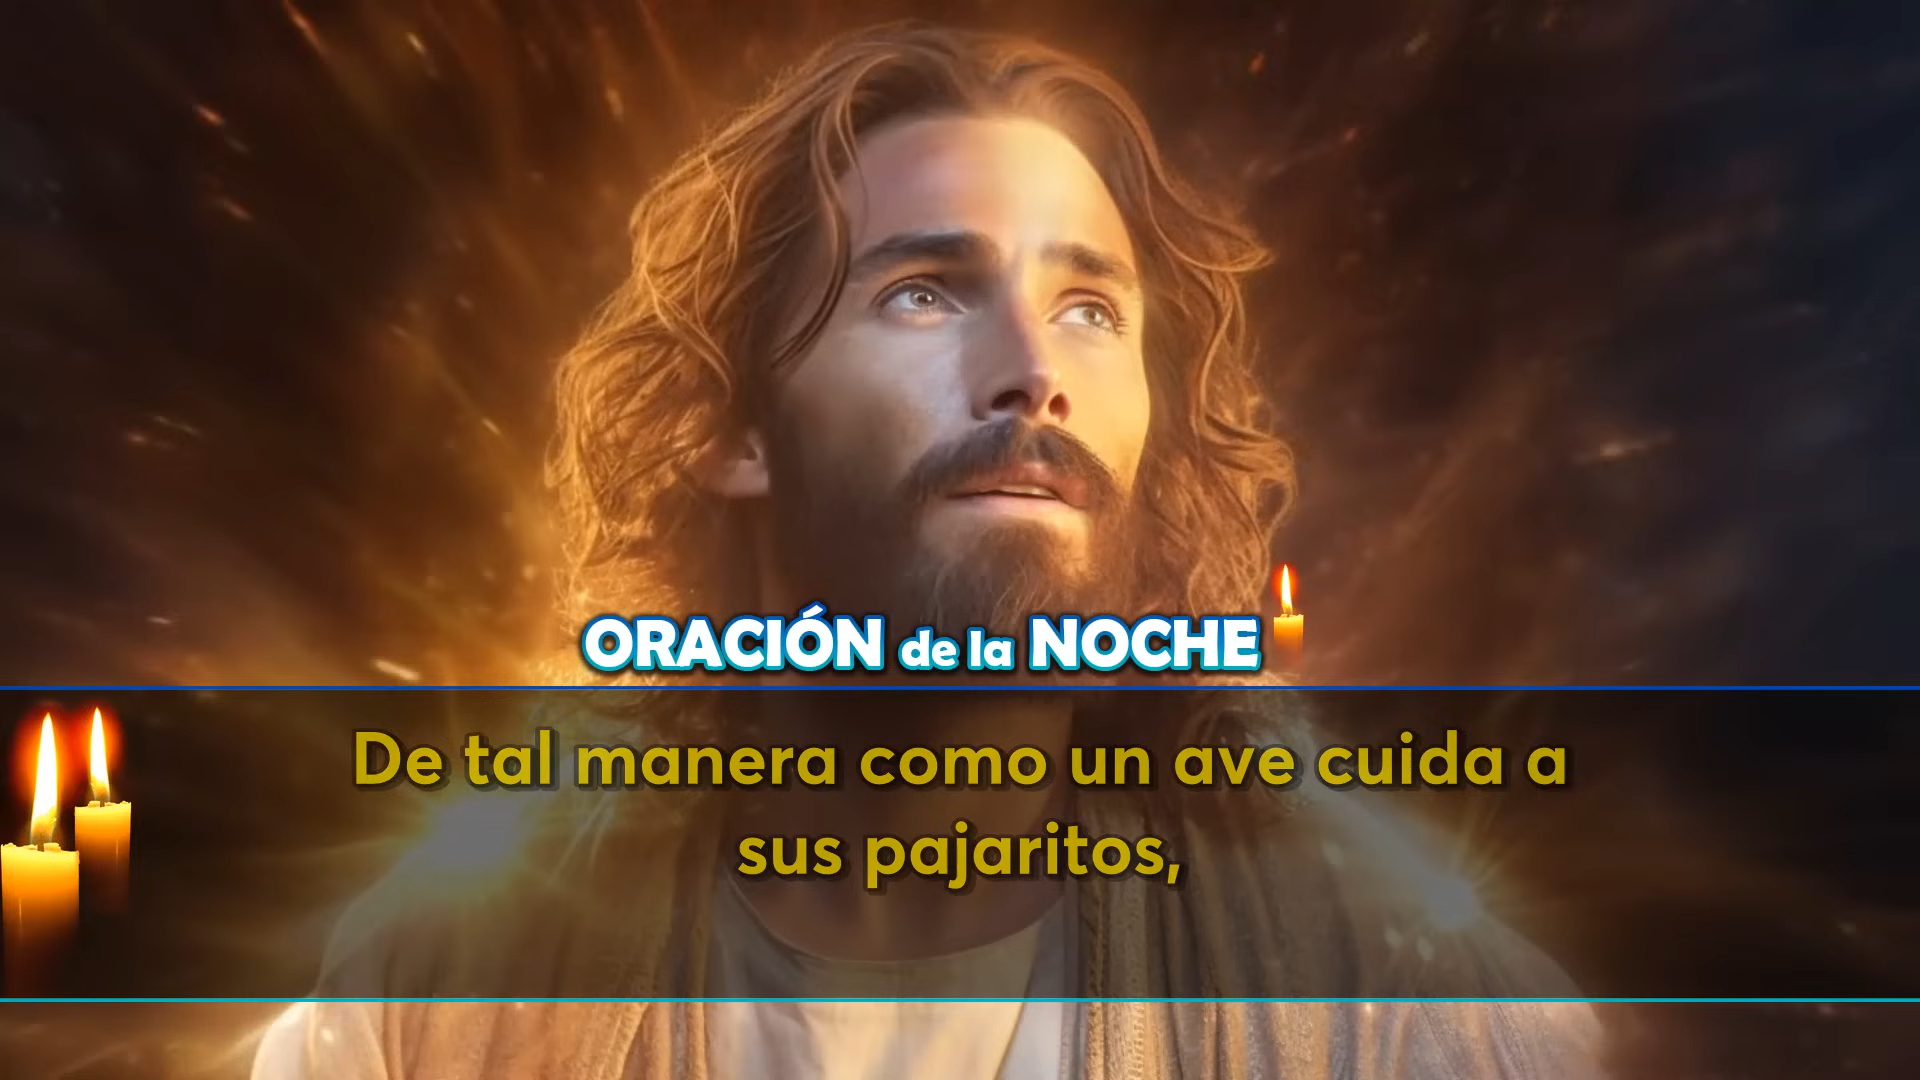 ORACIÓN de la NOCHE
De tal manera como un ave cuida a
sus pajaritos,